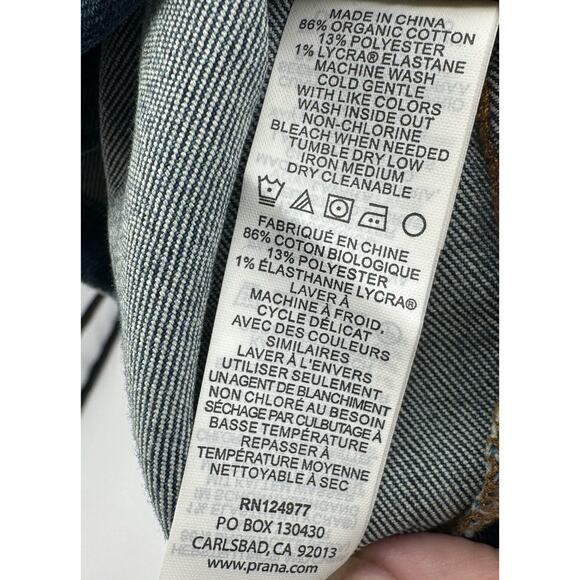 MADE IN CHINA
86% ORGANIC COTTON
13% POLYESTER
1% LYCRA® ELASTANE
MACHINE WASH
COLD GENTLE
WITH LIKE COLORS
WASH INSIDE OUT
NON-CHLORINE
BLEACH WHEN NEEDED
TUMBLE DRY LOW
IRON MEDIUM
DRY CLEANABLE
FABRIQUÉ EN CHINE
86% COTON BIOLOGIQUE
13% POLYESTER
1% ÉLASTHANNE LYCRA®
LAVER À
MACHINE À FROID.
CYCLE DÉLICAT
AVEC DES COULEURS
SIMILAIRES
LAVER À L'ENVERS
UTILISER SEULEMENT
UN AGENT DE BLANCHIMENT
NON CHLORÉ AU BESOIN
SÉCHAGE PAR CULBUTAGE À
BASSE TEMPÉRATURE
REPASSER À
TEMPÉRATURE MOYENNE
NETTOYABLE À SEC
RN124977
PO BOX 130430
CARLSBAD, CA 92013
www.prana.com